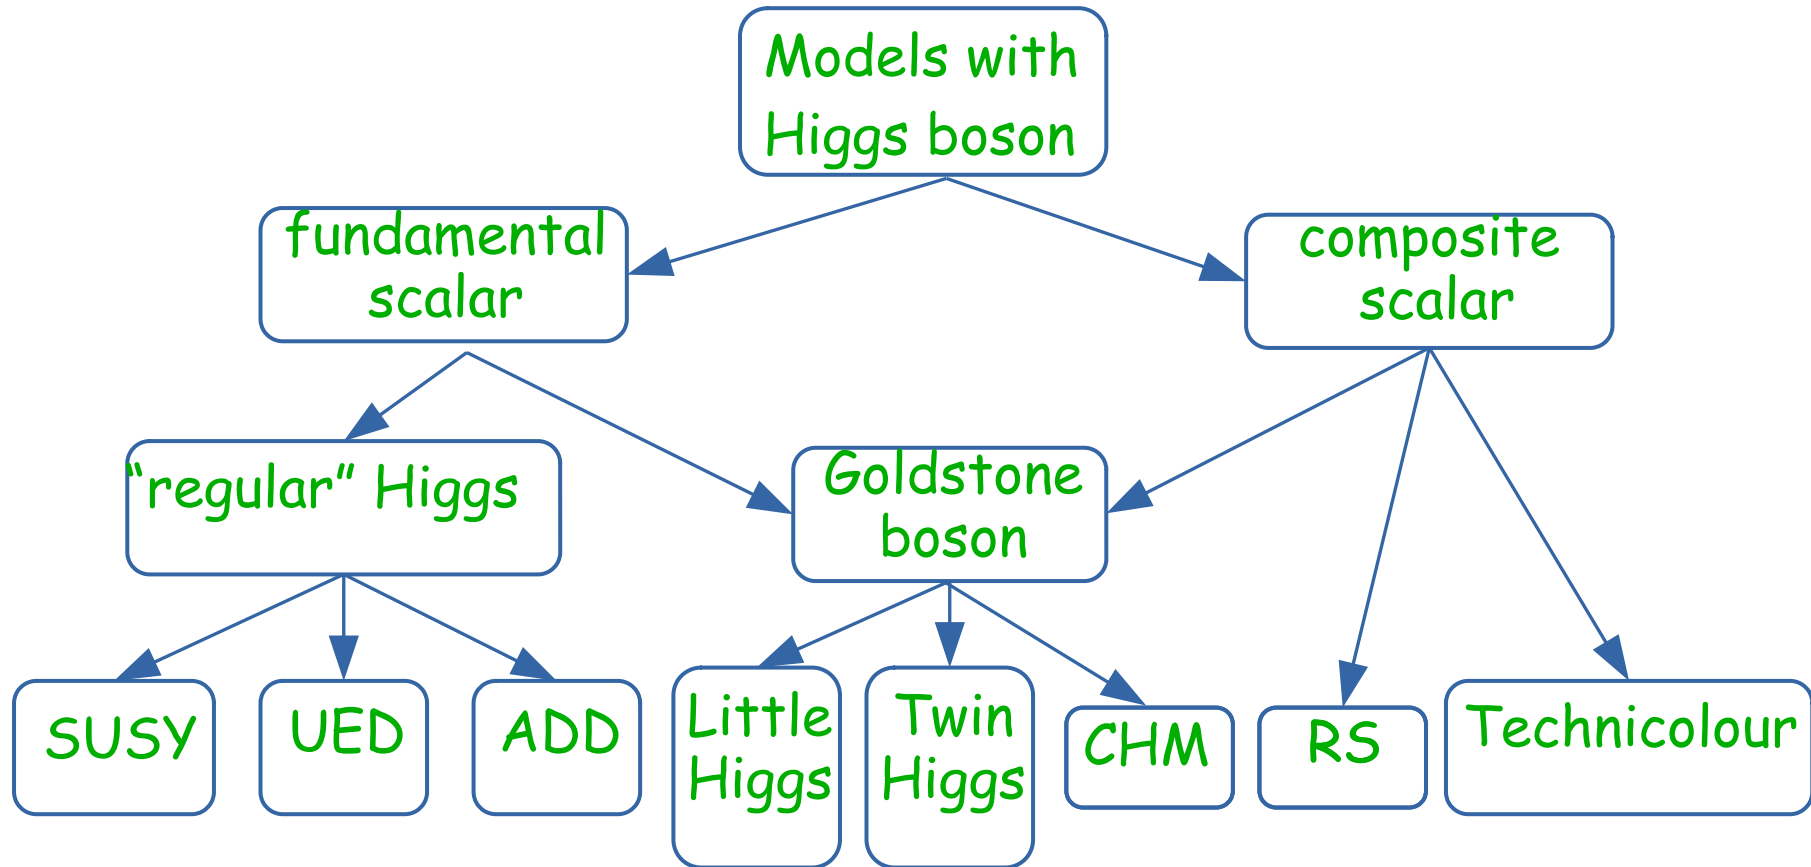 Models with
Higgs boson
fundamental
scalar
composite
scalar
“regular” Higgs
Goldstone
boson
SUSY
UED
ADD
Little
Higgs
Twin
Higgs
CHM
RS
Technicolour